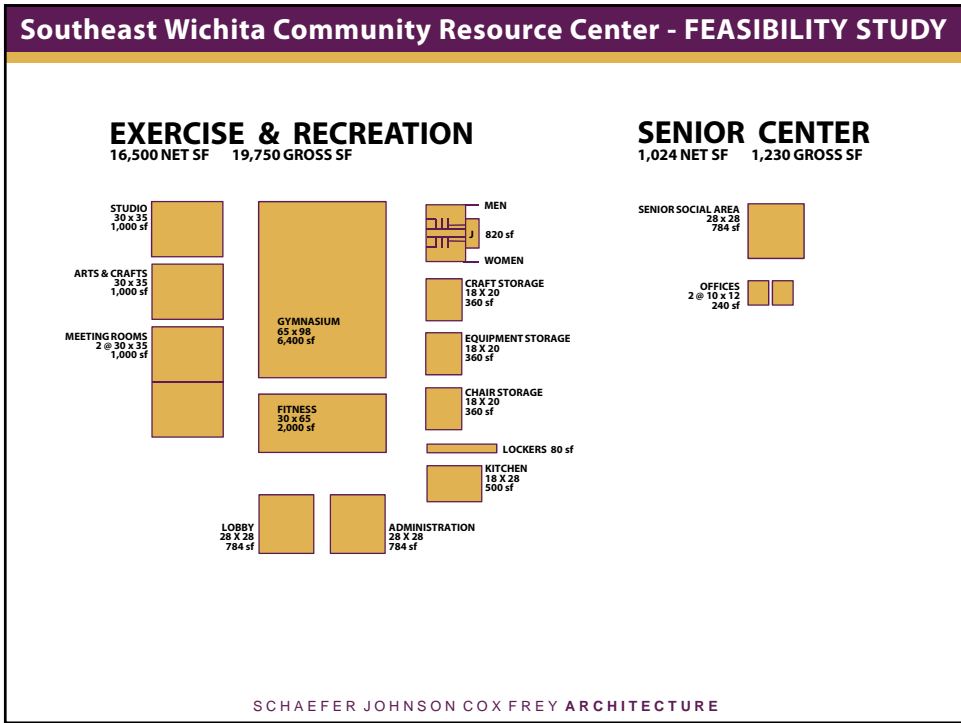 Southeast Wichita Community Resource Center - FEASIBILITY STUDY
EXERCISE & RECREATION
16,500 NET SF 19,750 GROSS SF
STUDIO
30 x 35
1,000 sf
ARTS & CRAFTS
30 x 35
1,000 sf
MEETING ROOMS
2 @ 30 x 35
1,000 sf
GYMNASIUM
65 x 98
6,400 sf
FITNESS
30 x 65
2,000 sf
LOBBY
28 X 28
784 sf
ADMINISTRATION
28 X 28
784 sf
MEN
J 820 sf
WOMEN
CRAFT STORAGE
18 X 20
360 sf
EQUIPMENT STORAGE
18 X 20
360 sf
CHAIR STORAGE
18 X 20
360 sf
LOCKERS 80 sf
KITCHEN
18 X 28
500 sf
SENIOR CENTER
1,024 NET SF 1,230 GROSS SF
SENIOR SOCIAL AREA
28 x 28
784 sf
OFFICES
2 @ 10 x 12
240 sf
SCHAEFER JOHNSON COX FREY ARCHITECTURE